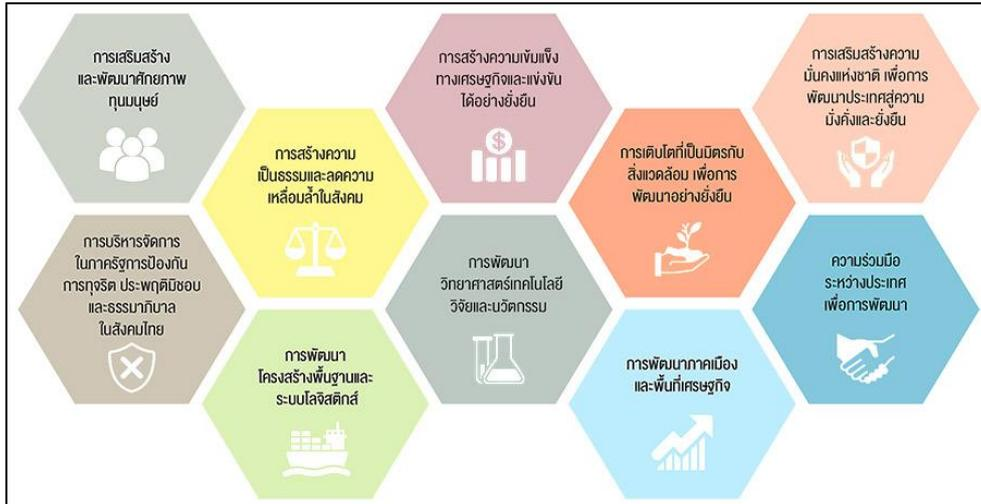 การเสริมสร้าง
และพัฒนาศักยภาพ
ทุนมนุษย์
การสร้างความ
เป็นธรรมและลดความ
เหลื่อมล้ำในสังคม
การสร้างความเข้มแข็ง
ทางเศรษฐกิจและแข่งขัน
ได้อย่างยั่งยืน
$
การเติบโตที่เป็นมิตรกับ
สิ่งแวดล้อม เพื่อการ
พัฒนาอย่างยั่งยืน
การเสริมสร้างความ
มั่นคงแห่งชาติ เพื่อการ
พัฒนาประเทศสู่ความ
มั่งคั่งและยั่งยืน
การบริหารจัดการ
ในภาครัฐการป้องกัน
การทุจริต ประพฤติมิชอบ
และธรรมาภิบาล
ในสังคมไทย
การพัฒนา
โครงสร้างพื้นฐานและ
ระบบโลจิสติกส์
การพัฒนา
วิทยาศาสตร์เทคโนโลยี
วิจัยและนวัตกรรม
การพัฒนาภาคเมือง
และพื้นที่เศรษฐกิจ
ความร่วมมือ
ระหว่างประเทศ
เพื่อการพัฒนา